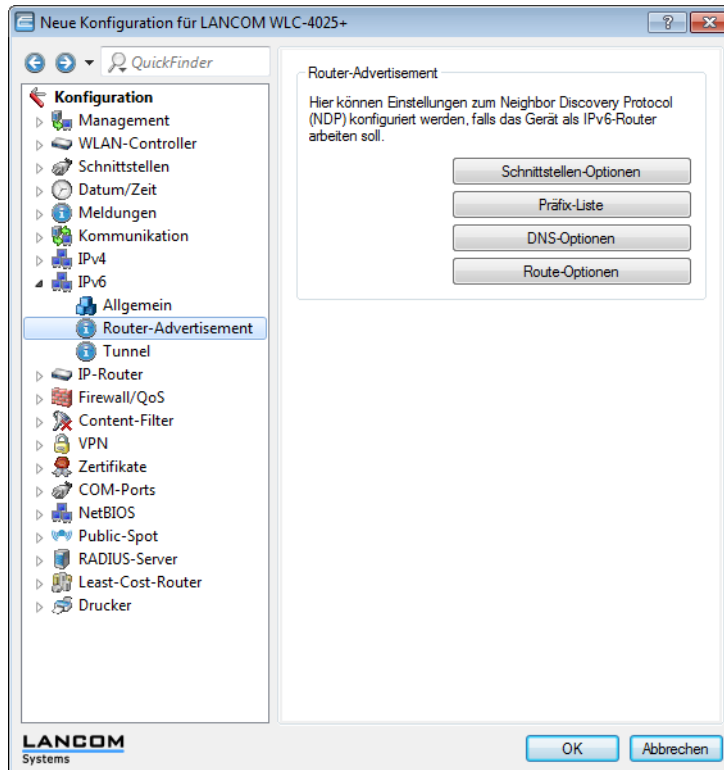 Neue Konfiguration für LANCOM WLC-4025+
QuickFinder
Konfiguration
Management
WLAN-Controller
Schnittstellen
Datum/Zeit
Meldungen
Kommunikation
IPv4
IPv6
Allgemein
Router-Advertisement
Tunnel
IP-Router
Firewall/QoS
Content-Filter
VPN
Zertifikate
COM-Ports
NetBIOS
Public-Spot
RADIUS-Server
Least-Cost-Router
Drucker
Router-Advertisement
Hier können Einstellungen zum Neighbor Discovery Protocol
(NDP) konfiguriert werden, falls das Gerät als IPv6-Router
arbeiten soll.
Schnittstellen-Optionen
Präfix-Liste
DNS-Optionen
Route-Optionen
LANCOM
Systems
OK
Abbrechen